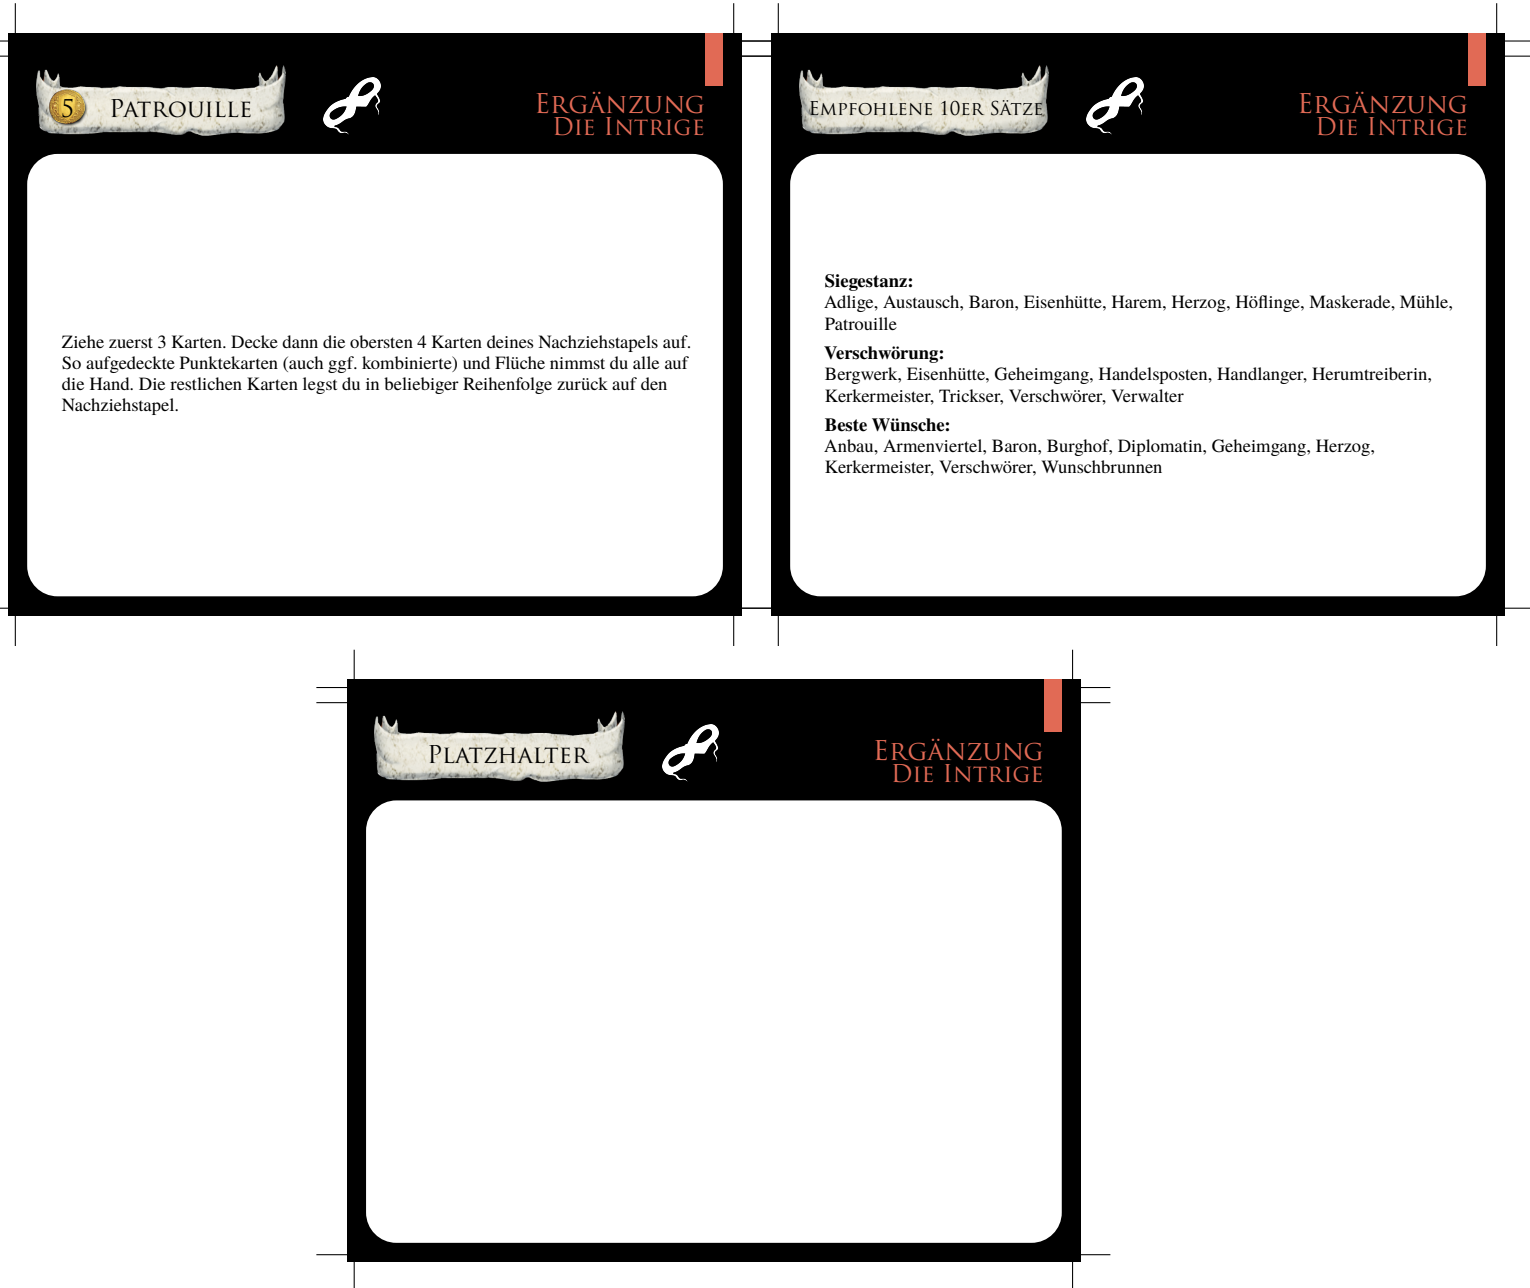 5 Patrouille
Ergänzung
Die Intrige
Ziehe zuerst 3 Karten. Decke dann die obersten 4 Karten deines Nachziehstapels auf.
So aufgedeckte Punktekarten (auch ggf. kombinierte) und Flüche nimmst du alle auf
die Hand. Die restlichen Karten legst du in beliebiger Reihenfolge zurück auf den
Nachziehstapel.
Empfohlene 10er Sätze
Ergänzung
Die Intrige
Siegestanz:
Adlige, Austausch, Baron, Eisenhütte, Harem, Herzog, Höflinge, Maskerade, Mühle,
Patrouille
Verschwörung:
Bergwerk, Eisenhütte, Geheimgang, Handelsposten, Handlanger, Herumtreiberin,
Kerkermeister, Trickser, Verschwörer, Verwalter
Beste Wünsche:
Anbau, Armenviertel, Baron, Burghof, Diplomatin, Geheimgang, Herzog,
Kerkermeister, Verschwörer, Wunschbrunnen
Platzhalter
Ergänzung
Die Intrige